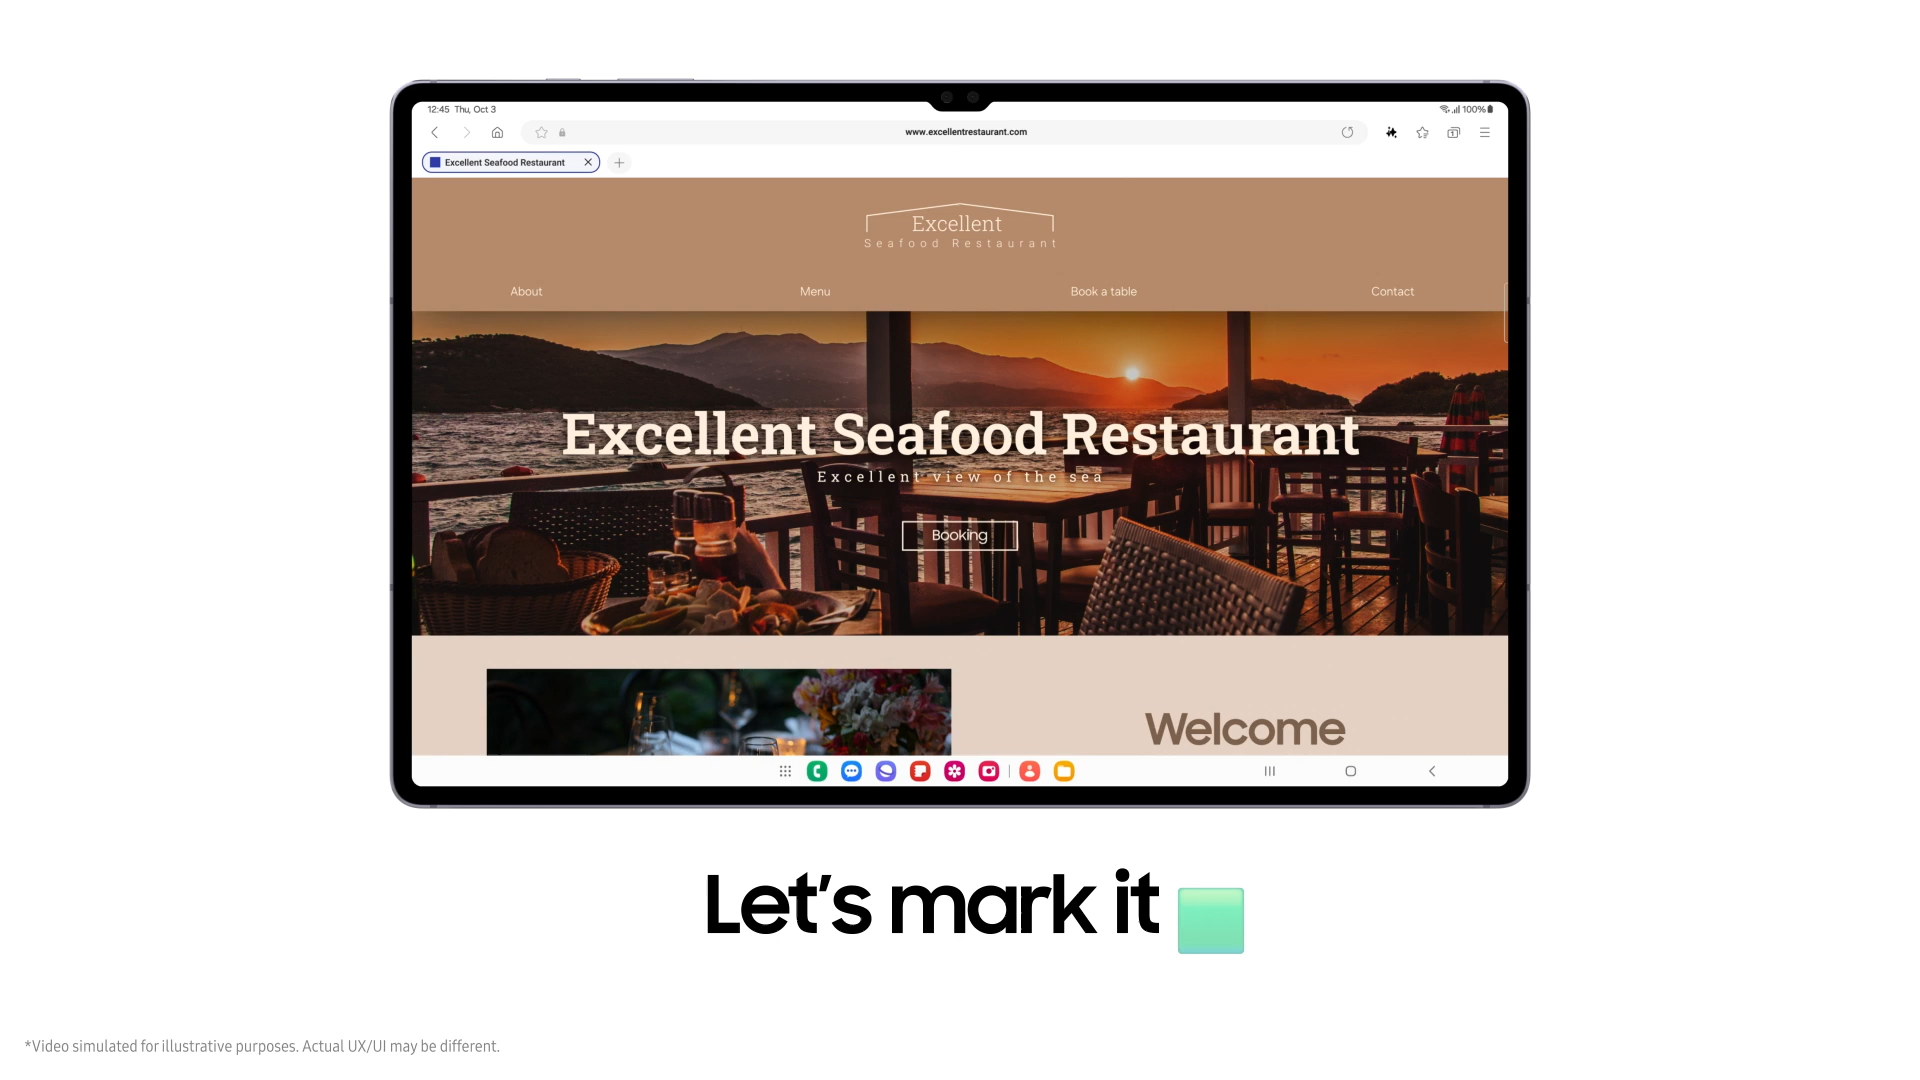 12:45 Thu, Oct 3
100%
www.excellentrestaurant.com
Excellent Seafood Restaurant
Excellent
Seafood Restaurant
About Menu Book a table Contact
Excellent Seafood Restaurant
Excellent view of the sea
Booking
Welcome
Let's mark it
*Video simulated for illustrative purposes. Actual UX/UI may be different.